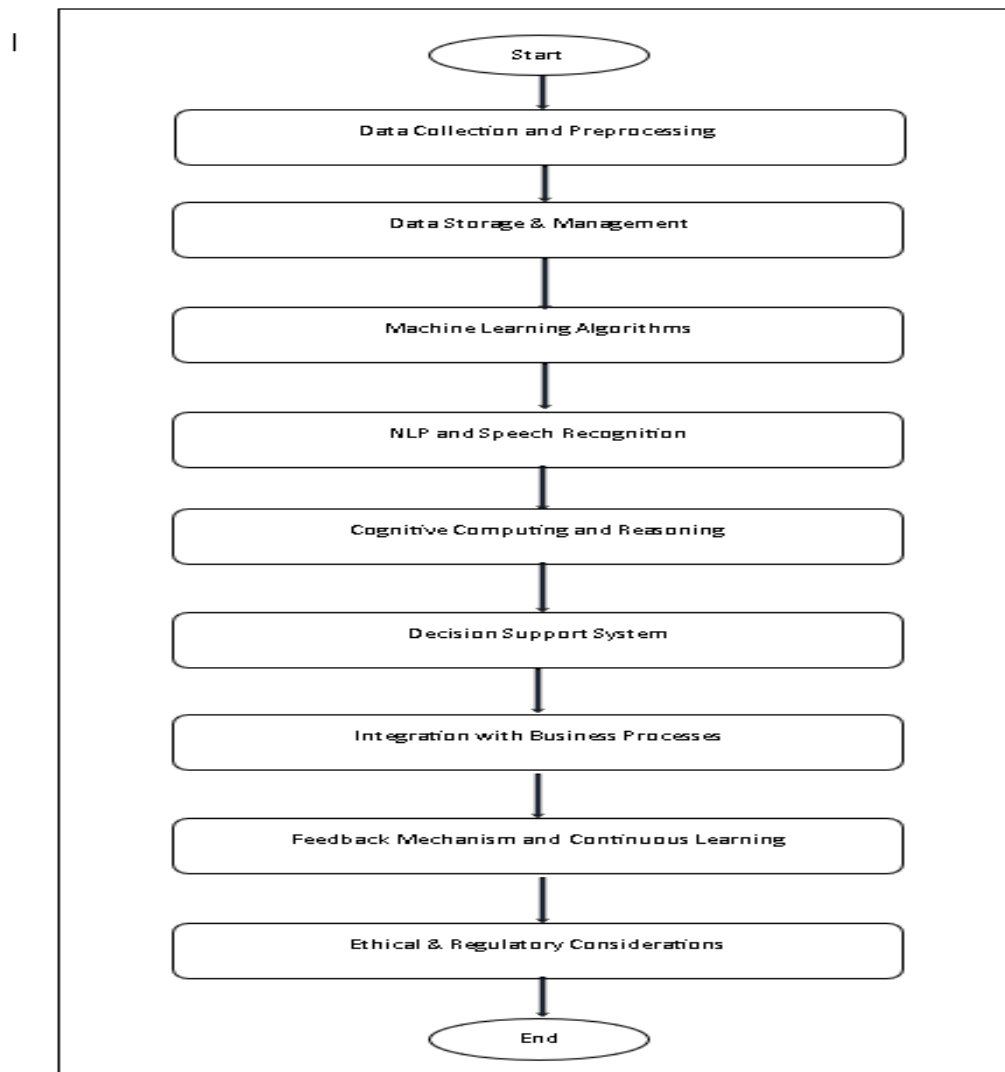 I
Start
Data Collection and Preprocessing
Data Storage & Management
Machine Learning Algorithms
NLP and Speech Recognition
Cognitive Computing and Reasoning
Decision Support System
Integration with Business Processes
Feedback Mechanism and Continuous Learning
Ethical & Regulatory Considerations
End